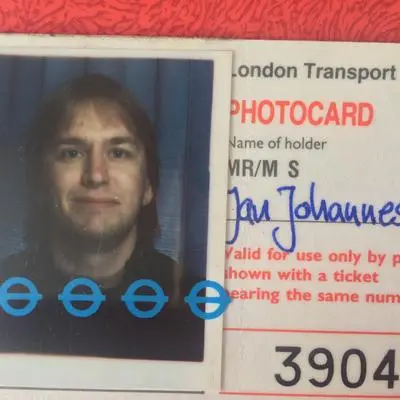 London Transport
PHOTOCARD
Name of holder
MR/M S
Jan Johannes
Valid for use only by p
shown with a ticket
bearing the same num
3904